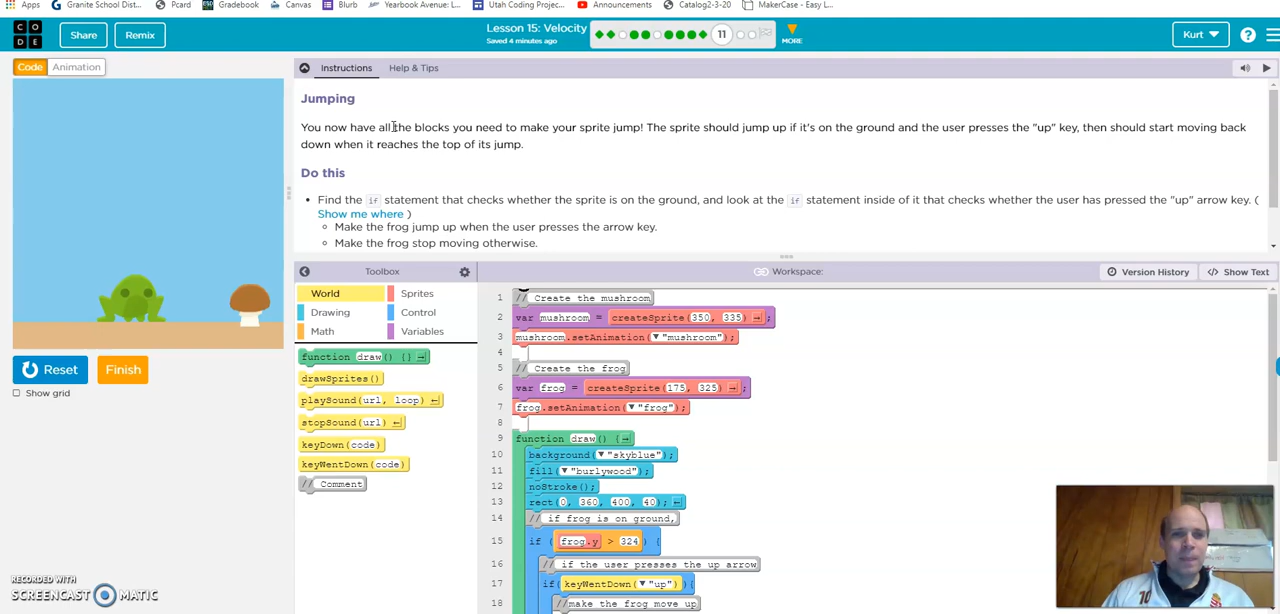 Apps Granite School Dist... Pcard ESD Gradebook Canvas Blurb Yearbook Avenue: L... Utah Coding Projec... Announcements Catalog2-3-20 MakerCase - Easy L...
CO
DE
Share
Remix
Lesson 15: Velocity
Saved 4 minutes ago
11
MORE
Kurt
?
Code Animation
Instructions Help & Tips
Jumping
You now have all the blocks you need to make your sprite jump! The sprite should jump up if it's on the ground and the user presses the "up" key, then should start moving back
down when it reaches the top of its jump.
Do this
• Find the if statement that checks whether the sprite is on the ground, and look at the if statement inside of it that checks whether the user has pressed the "up" arrow key. (
Show me where )
Make the frog jump up when the user presses the arrow key.
Make the frog stop moving otherwise.
Toolbox
Workspace:
Version History
</> Show Text
World
Sprites
Drawing
Control
Math
Variables
function draw() {}
drawSprites()
playSound(url, loop)
stopSound(url)
keyDown(code)
keyWentDown(code)
// Comment
1 // Create the mushroom
2 var mushroom = createSprite(350, 335);
3 mushroom.setAnimation("mushroom");
4
5 // Create the frog
6 var frog = createSprite(175, 325);
7 frog.setAnimation("frog");
8
9 function draw() {
10 background("skyblue");
11 fill("burlywood");
12 noStroke();
13 rect(0, 360, 400, 40);
14 // if frog is on ground,
15 if (frog.y > 324) {
16 // if the user presses the up arrow
17 if(keyWentDown("up")){
18 //make the frog move up
Reset
Finish
Show grid
RECORDED WITH
SCREENCAST MATIC
10